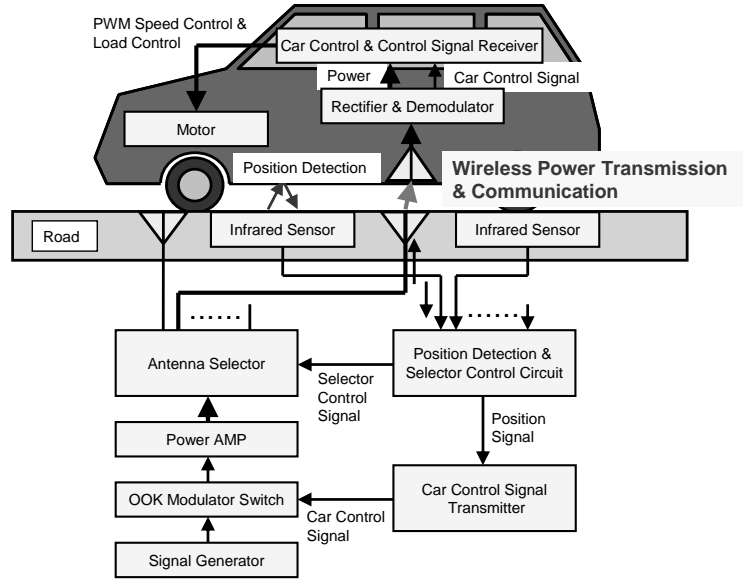 PWM Speed Control &
Load Control
Car Control & Control Signal Receiver
Power
Car Control Signal
Rectifier & Demodulator
Motor
Position Detection
Wireless Power Transmission
& Communication
Road
Infrared Sensor
Infrared Sensor
Antenna Selector
Selector
Control
Signal
Position Detection &
Selector Control Circuit
Position
Signal
Power AMP
OOK Modulator Switch
Car Control
Signal
Car Control Signal
Transmitter
Signal Generator